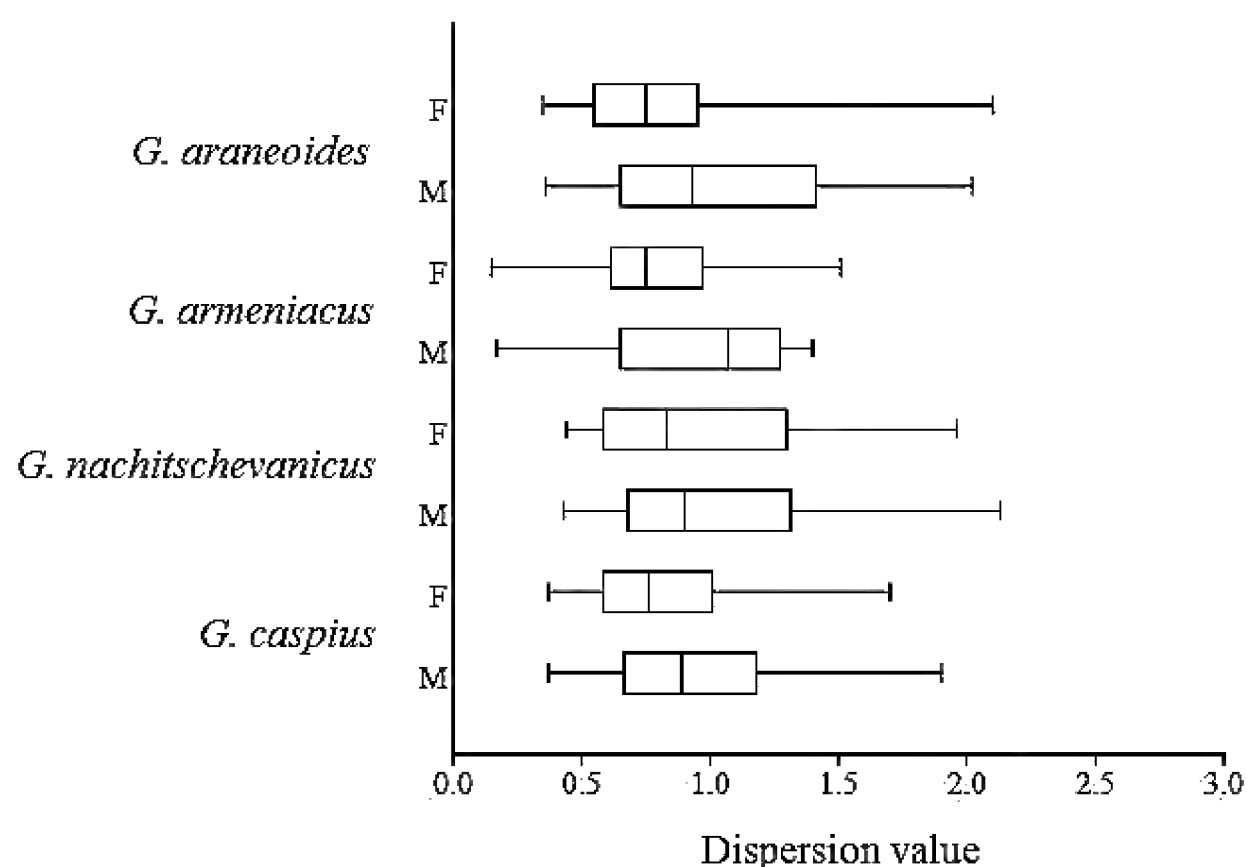 F
G. araneoides
M
F
G. armeniacus
M
F
G. nachitschevanicus
M
F
G. caspius
M
0.0 0.5 1.0 1.5 2.0 2.5 3.0
Dispersion value